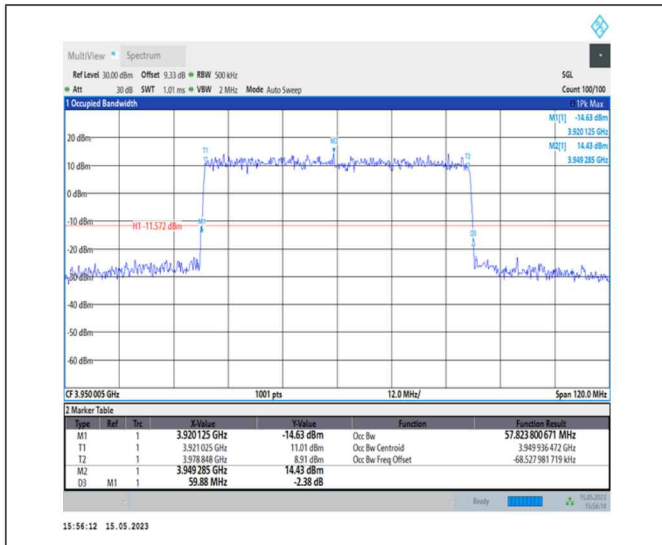 MultiView Spectrum
Ref Level 30.00 dBm Offset 9.33 dB RBW 500 kHz SGL
Att 30 dB SWT 1.01 ms VBW 2 MHz Mode Auto Sweep Count 100/100
1 Occupied Bandwidth 1Pk Max
M1[1] -14.63 dBm
3.920 125 GHz
M2[1] 14.43 dBm
3.949 285 GHz
20 dBm
M2
T1
T2
10 dBm
0 dBm
-10 dBm
M1
H1 -11.572 dBm
D3
-20 dBm
-30 dBm
-40 dBm
-50 dBm
-60 dBm
CF 3.950 005 GHz 1001 pts 12.0 MHz/ Span 120.0 MHz
2 Marker Table
Type Ref Trc X-Value Y-Value Function Function Result
M1 1 3.920125 GHz -14.63 dBm Occ Bw 57.823 800 671 MHz
T1 1 3.921025 GHz 11.01 dBm Occ Bw Centroid 3.949 936 472 GHz
T2 1 3.978 848 GHz 8.91 dBm Occ Bw Freq Offset -68.527 981 719 kHz
M2 1 3.949 285 GHz 14.43 dBm
D3 M1 1 59.88 MHz -2.38 dB
Ready 15.05.2023
15:56:10
15:56:12 15.05.2023